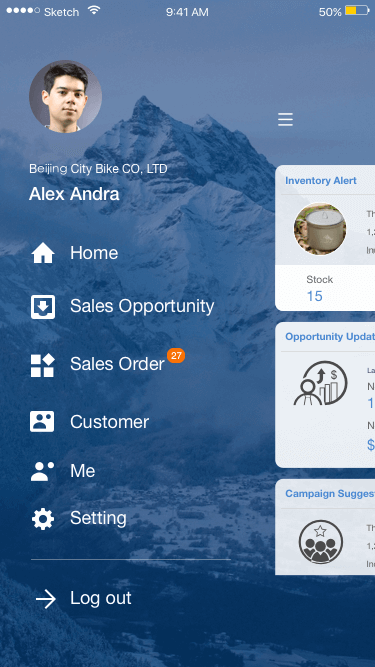 Sketch
9:41 AM
50%
Beijing City Bike CO, LTD
Alex Andra
Home
Sales Opportunity
Sales Order 27
Customer
Me
Setting
Log out
Inventory Alert
Th
1,
In
Stock
15
Opportunity Updat
La
N
1
N
$
Campaign Sugges
Th
1,
In